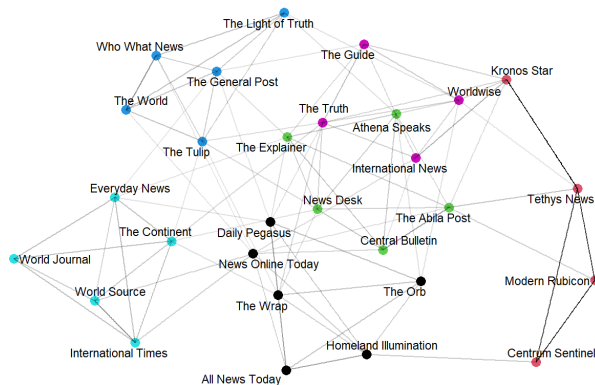 The Light of Truth
Who What News
The Guide
The General Post
Kronos Star
Worldwise
The World
The Truth
Athena Speaks
The Explainer
The Tulip
International News
Everyday News
News Desk
Tethys News
The Abila Post
The Continent
Daily Pegasus
Central Bulletin
World Journal
News Online Today
Modern Rubicon
World Source
The Orb
The Wrap
International Times
Homeland Illumination
Centrum Sentinel
All News Today